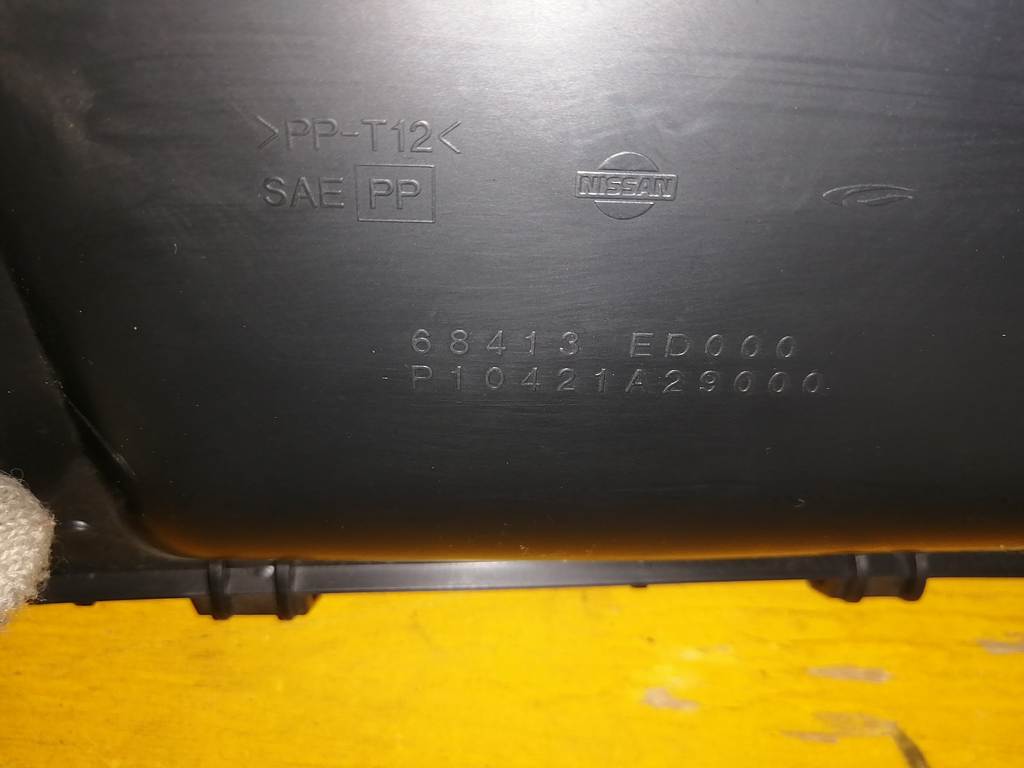 >PP-T12<
SAE PP
NISSAN
68413 ED000
P10421A29000